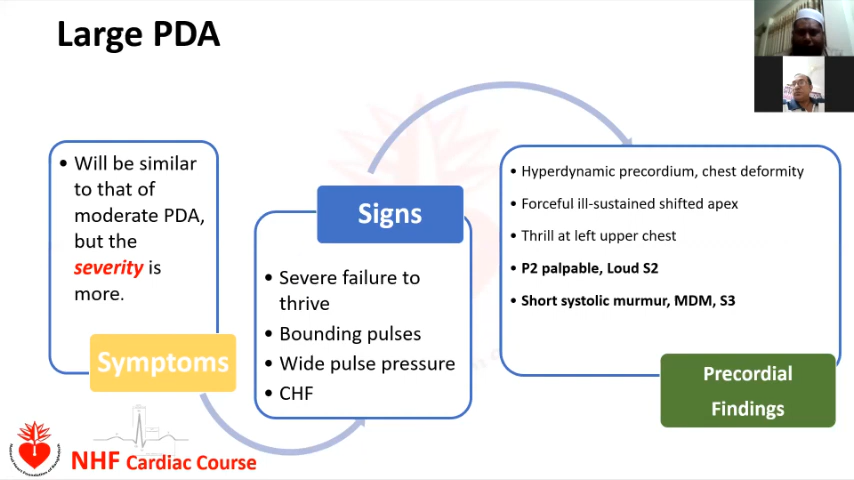 Large PDA
• Will be similar
to that of
moderate PDA,
but the
severity is
more.
Symptoms
Signs
• Severe failure to
thrive
• Bounding pulses
• Wide pulse pressure
• CHF
• Hyperdynamic precordium, chest deformity
• Forceful ill-sustained shifted apex
• Thrill at left upper chest
• P2 palpable, Loud S2
• Short systolic murmur, MDM, S3
Precordial
Findings
NHF Cardiac Course